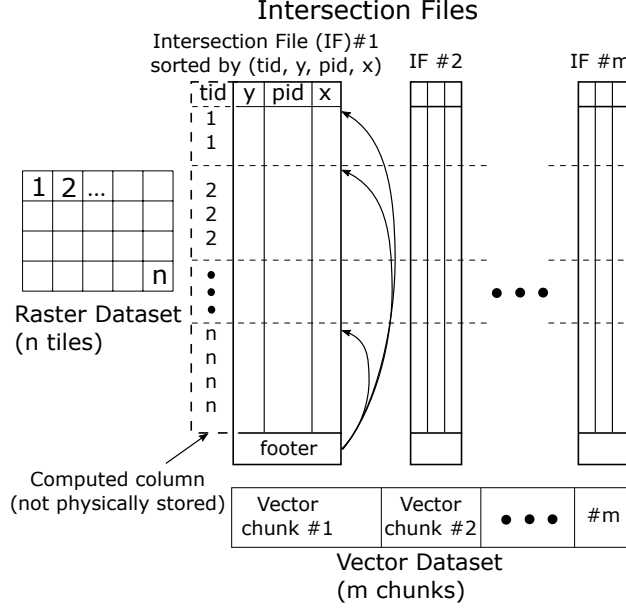 Intersection Files
Intersection File (IF)#1
sorted by (tid, y, pid, x)
IF #2
IF #m
tid y pid x
1
1
2
2
2
n
n
n
n
footer
1 2 ...
n
Raster Dataset
(n tiles)
Computed column
(not physically stored)
Vector
chunk #1
Vector
chunk #2
#m
Vector Dataset
(m chunks)